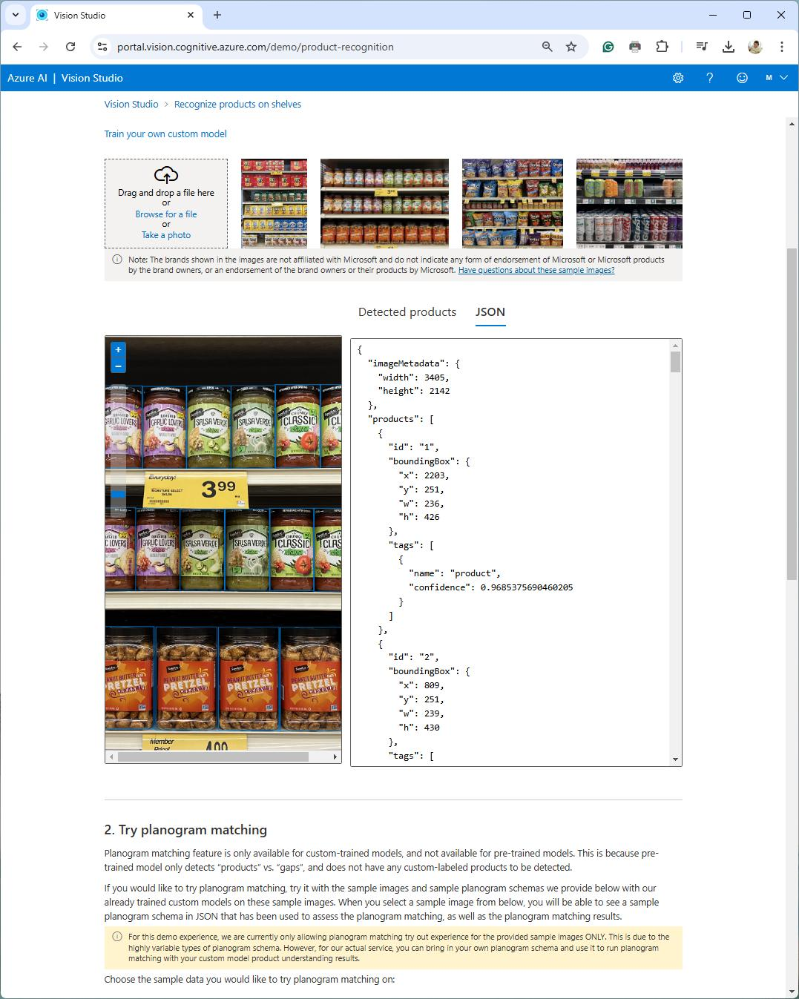 Vision Studio
portal.vision.cognitive.azure.com/demo/product-recognition
Azure AI | Vision Studio
M
Vision Studio > Recognize products on shelves
Train your own custom model
Drag and drop a file here
or
Browse for a file
or
Take a photo
Note: The brands shown in the images are not affiliated with Microsoft and do not indicate any form of endorsement of Microsoft or Microsoft products
by the brand owners, or an endorsement of the brand owners or their products by Microsoft. Have questions about these sample images?
Detected products JSON
GARLIC LOVERS
ROASTED
GARLIC LOVERS
SALSA VERDE
SALSA VERDE
CHUNKY
CLASSIC
Salsa
Everyday!
SIGNATURE SELECT
SALSA
3.99
GARLIC LOVERS
SALSA VERDE
SALSA VERDE
CHUNKY
CLASSIC
Salsa
PEANUT BUTTER
PRETZEL
PEANUT BUTTER
PRETZEL
PEANUT BUTTER
PRETZEL
PEANUT BUTTER
PRETZEL
Member
Price!
4.99
{
"imageMetadata": {
"width": 3405,
"height": 2142
},
"products": [
{
"id": "1",
"boundingBox": {
"x": 2203,
"y": 251,
"w": 236,
"h": 426
},
"tags": [
{
"name": "product",
"confidence": 0.9685375690460205
}
]
},
{
"id": "2",
"boundingBox": {
"x": 809,
"y": 251,
"w": 239,
"h": 430
},
"tags": [
2. Try planogram matching
Planogram matching feature is only available for custom-trained models, and not available for pre-trained models. This is because pre-
trained model only detects “products” vs. “gaps”, and does not have any custom-labeled products to be detected.
If you would like to try planogram matching, try it with the sample images and sample planogram schemas we provide below with our
already trained custom models on these sample images. When you select a sample image from below, you will be able to see a sample
planogram schema in JSON that has been used to assess the planogram matching, as well as the planogram matching results.
For this demo experience, we are currently only allowing planogram matching try out experience for the provided sample images ONLY. This is due to the
highly variable types of planogram schema. However, for our actual service, you can bring in your own planogram schema and use it to run planogram
matching with your custom model product understanding results.
Choose the sample data you would like to try planogram matching on: